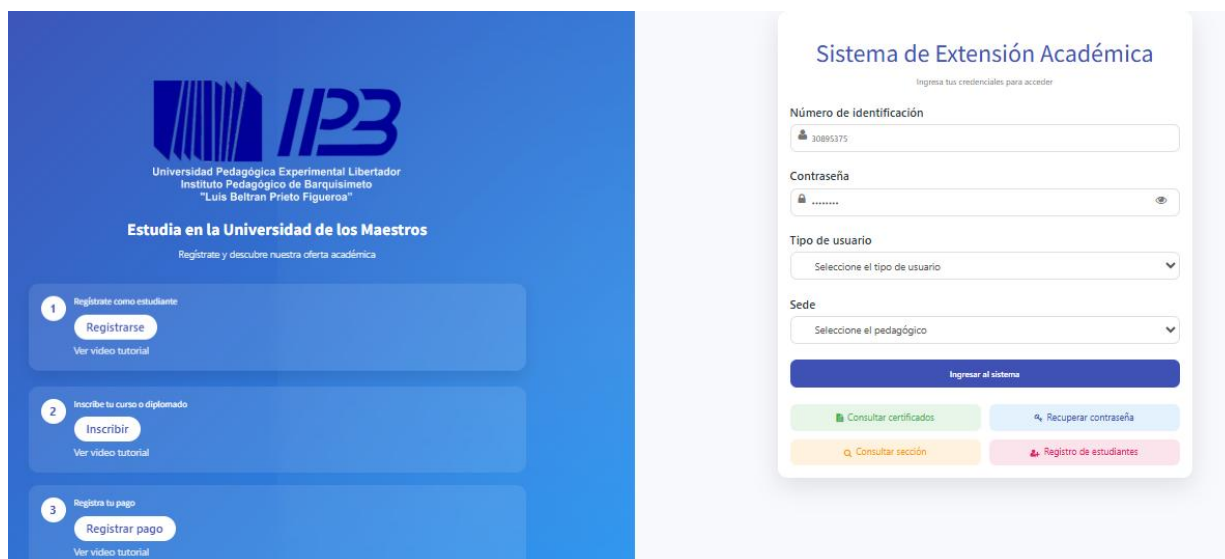 IPB
Universidad Pedagógica Experimental Libertador
Instituto Pedagógico de Barquisimeto
"Luis Beltran Prieto Figueroa"
Estudia en la Universidad de los Maestros
Regístrate y descubre nuestra oferta académica
1
Regístrate como estudiante
Registrarse
Ver video tutorial
2
Inscribe tu curso o diplomado
Inscribir
Ver video tutorial
3
Registra tu pago
Registrar pago
Ver video tutorial
Sistema de Extensión Académica
Ingresa tus credenciales para acceder
Número de identificación
30895375
Contraseña
........
Tipo de usuario
Seleccione el tipo de usuario
Sede
Seleccione el pedagógico
Ingresar al sistema
Consultar certificados
Recuperar contraseña
Consultar sección
Registro de estudiantes